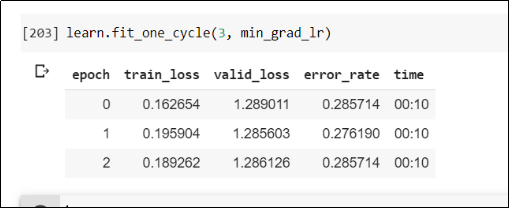 [203] learn.fit_one_cycle(3, min_grad_lr)
epoch train_loss valid_loss error_rate time
0 0.162654 1.289011 0.285714 00:10
1 0.195904 1.285603 0.276190 00:10
2 0.189262 1.286126 0.285714 00:10